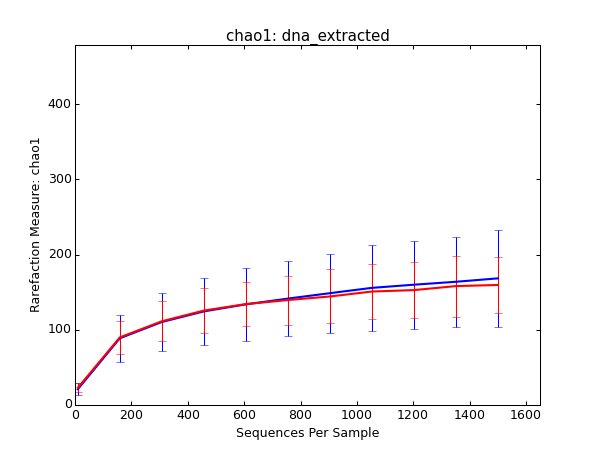 chao1: dna_extracted
Rarefaction Measure: chao1
400
300
200
100
0
0 200 400 600 800 1000 1200 1400 1600
Sequences Per Sample